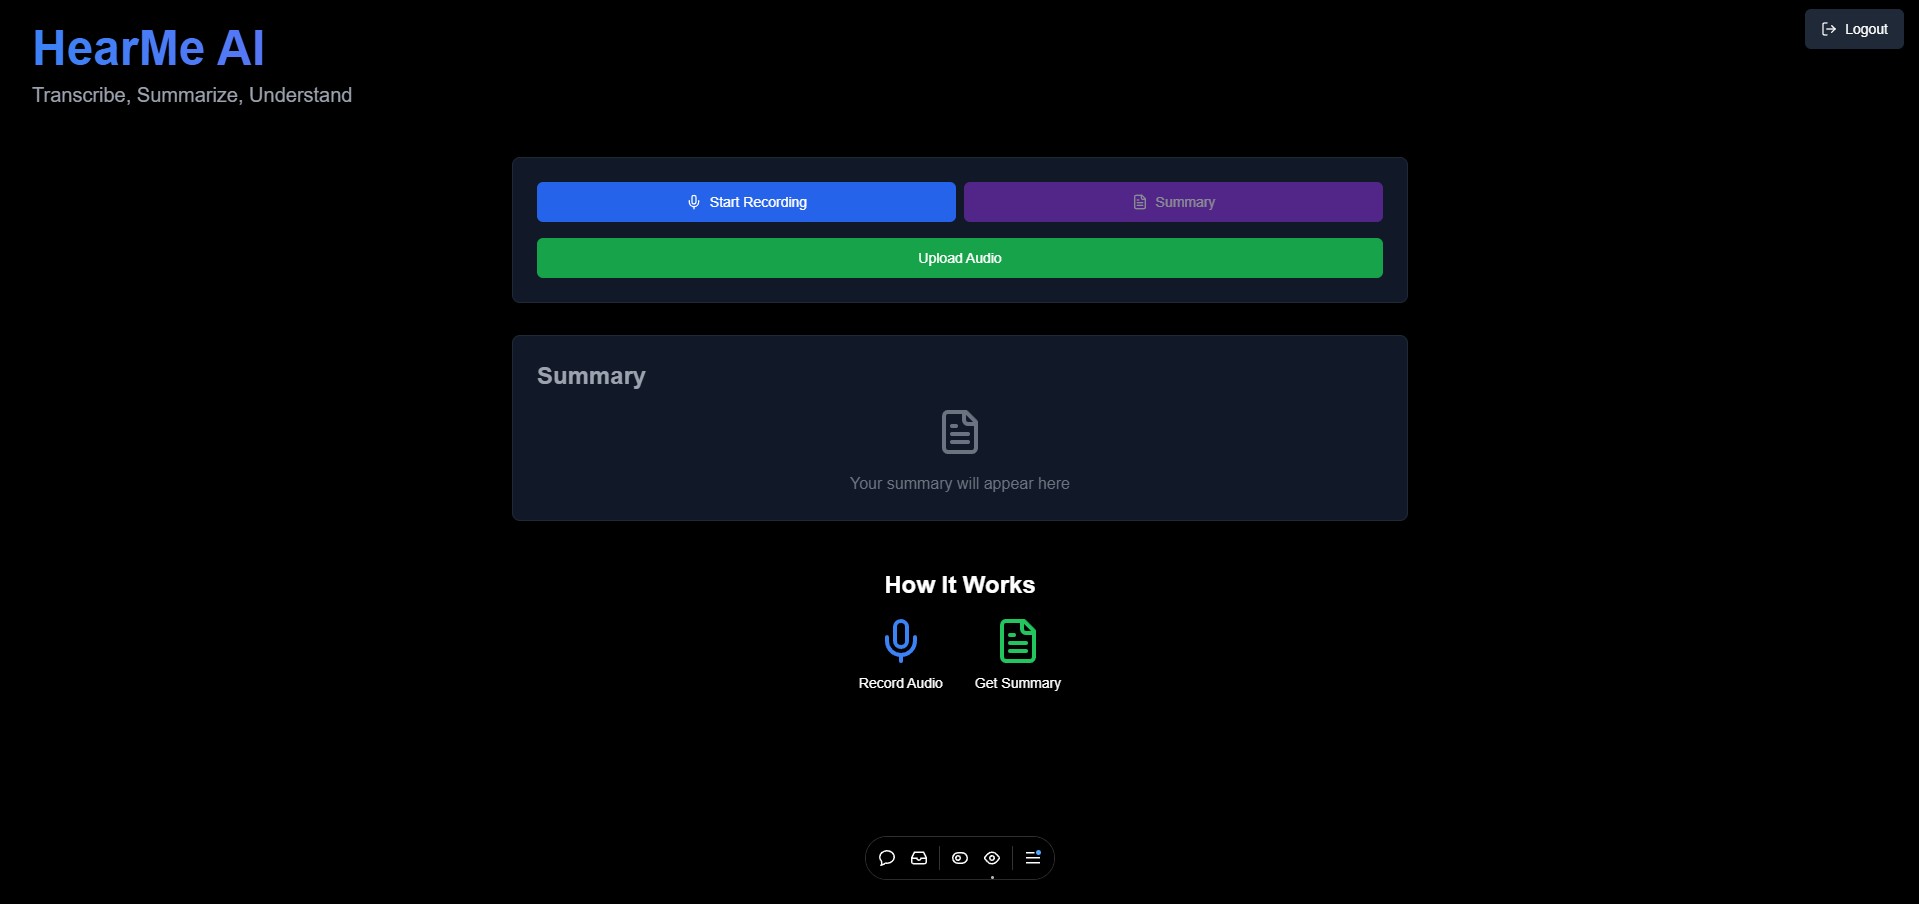 HearMe AI
Logout
Transcribe, Summarize, Understand
Start Recording
Summary
Upload Audio
Summary
Your summary will appear here
How It Works
Record Audio
Get Summary